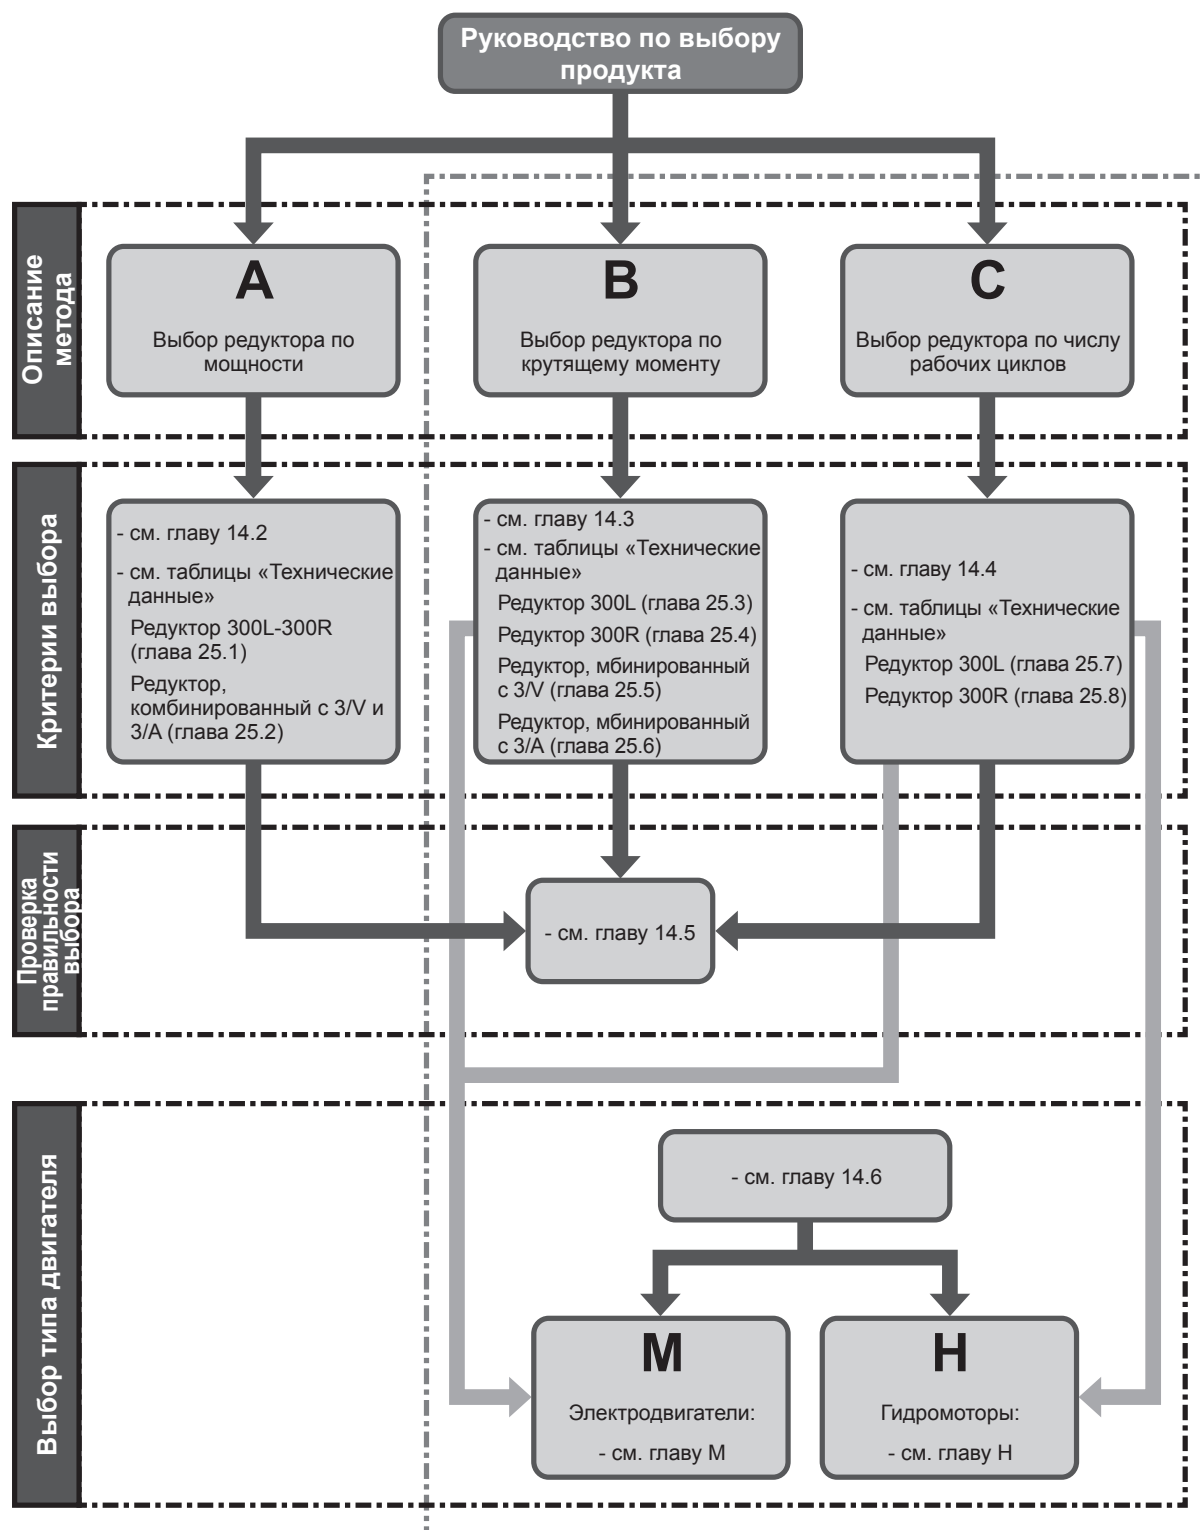 Руководство по выбору
продукта
Описание
метода
A
Выбор редуктора по
мощности
B
Выбор редуктора по
крутящему моменту
C
Выбор редуктора по числу
рабочих циклов
Критерии выбора
- см. главу 14.2
- см. таблицы «Технические
данные»
Редуктор 300L-300R
(глава 25.1)
Редуктор,
комбинированный с 3/V и
3/A (глава 25.2)
- см. главу 14.3
- см. таблицы «Технические
данные»
Редуктор 300L (глава 25.3)
Редуктор 300R (глава 25.4)
Редуктор, мбинированный
с 3/V (глава 25.5)
Редуктор, мбинированный
с 3/A (глава 25.6)
- см. главу 14.4
- см. таблицы «Технические
данные»
Редуктор 300L (глава 25.7)
Редуктор 300R (глава 25.8)
Проверка
правильности
выбора
- см. главу 14.5
Выбор типа двигателя
- см. главу 14.6
M
Электродвигатели:
- см. главу M
H
Гидромоторы:
- см. главу H